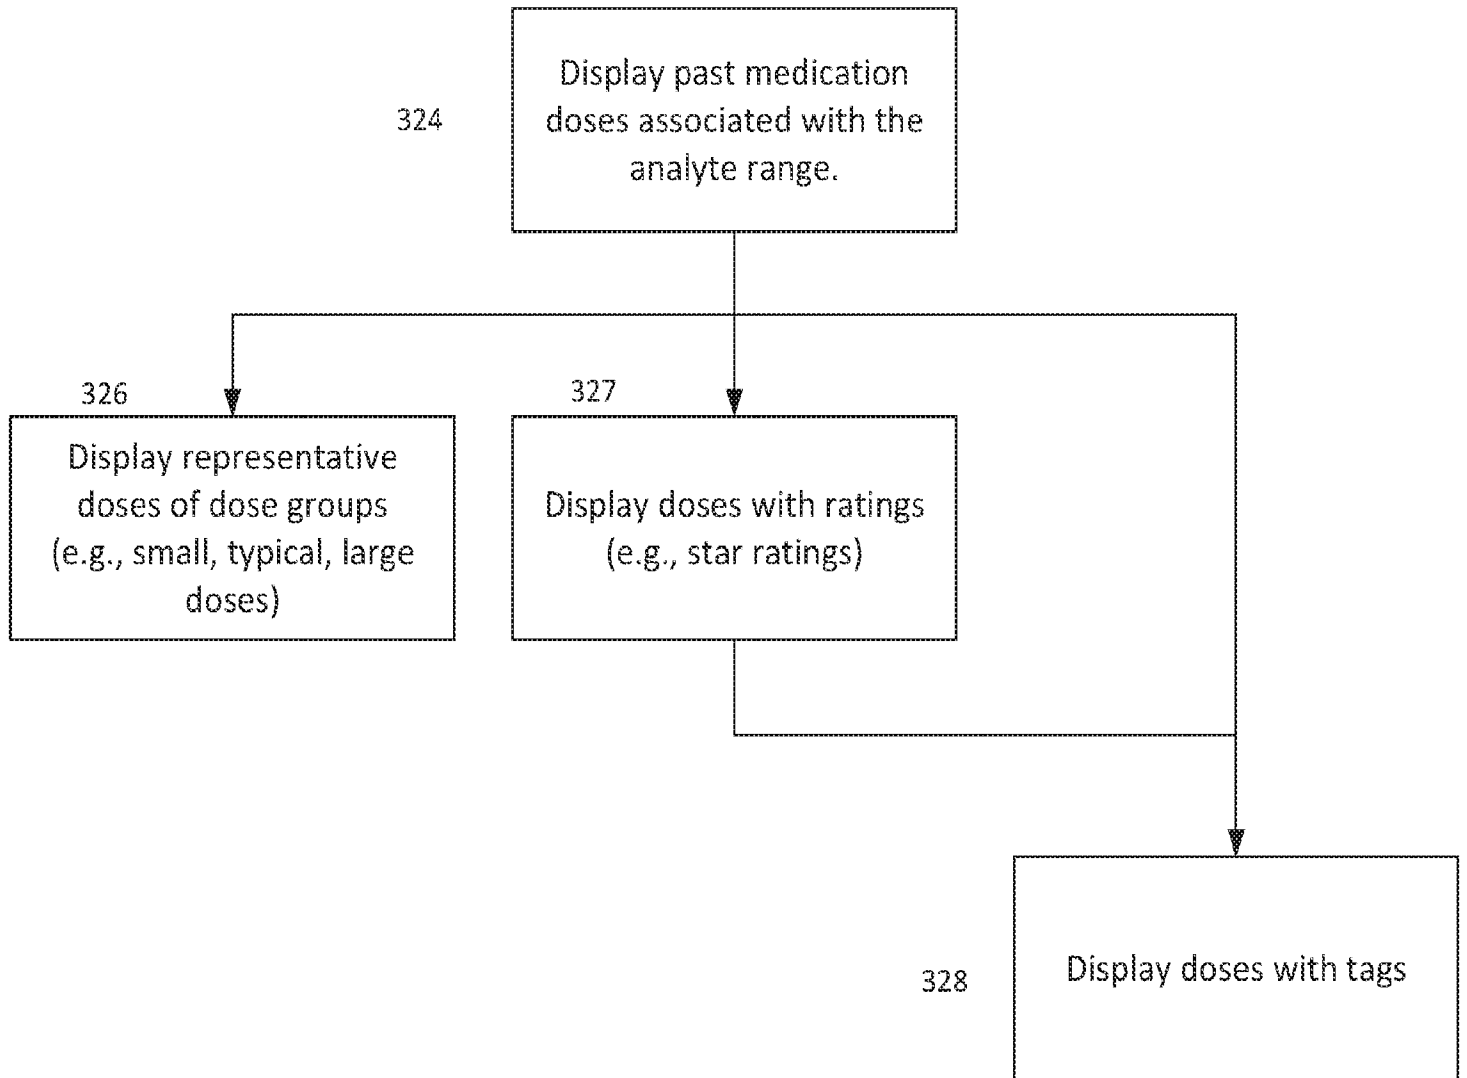 Display past medication
324
doses associated with the
analyte range.
326
327
Display representative
doses of dose groups
(e.g., small, typical, large
doses)
Display doses with ratings
(e.g., star ratings)
328
Display doses with tags